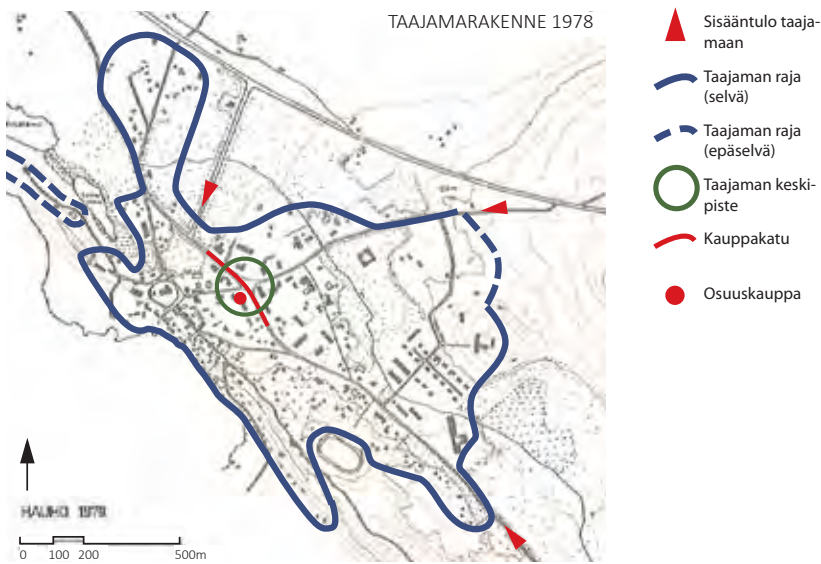 TAAJAMARAKENNE 1978
Sisääntulo taaja-
maan
Taajaman raja
(selvä)
Taajaman raja
(epäselvä)
Taajaman keski-
piste
Kauppakatu
Osuuskauppa
HAUHO 1978
0 100 200 500m